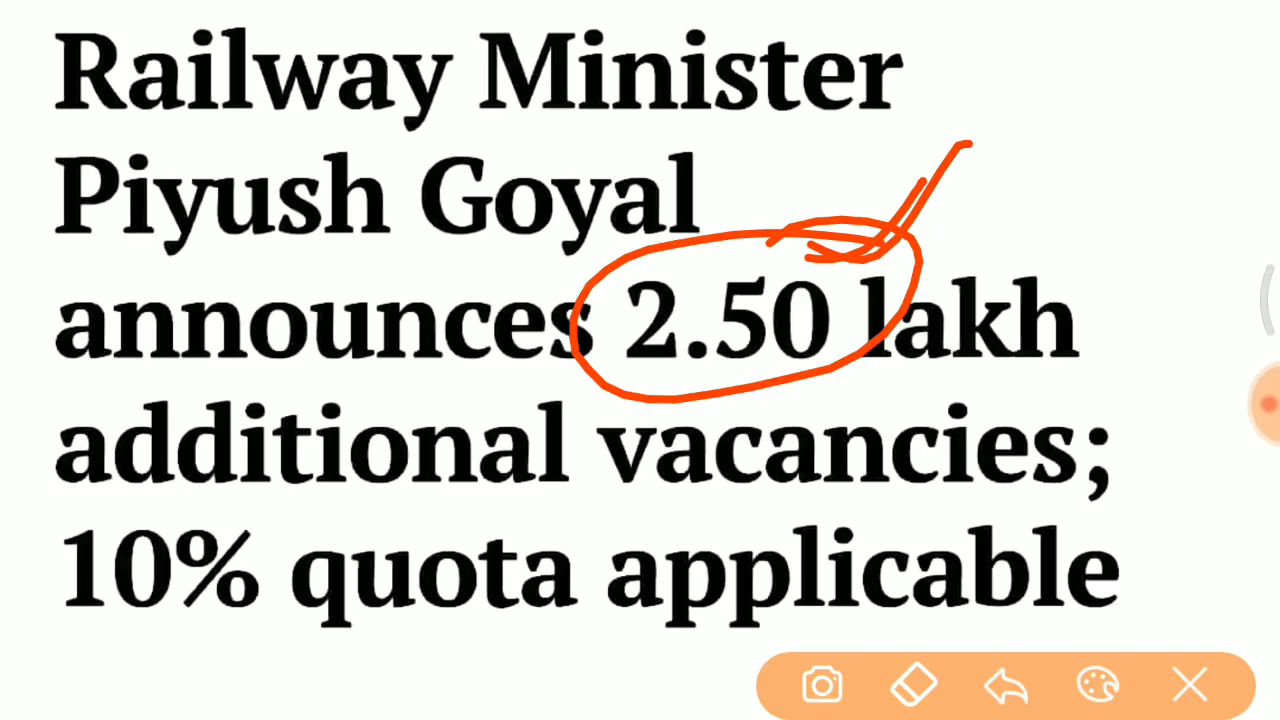 Railway Minister
Piyush Goyal
announces 2.50 lakh
additional vacancies;
10% quota applicable